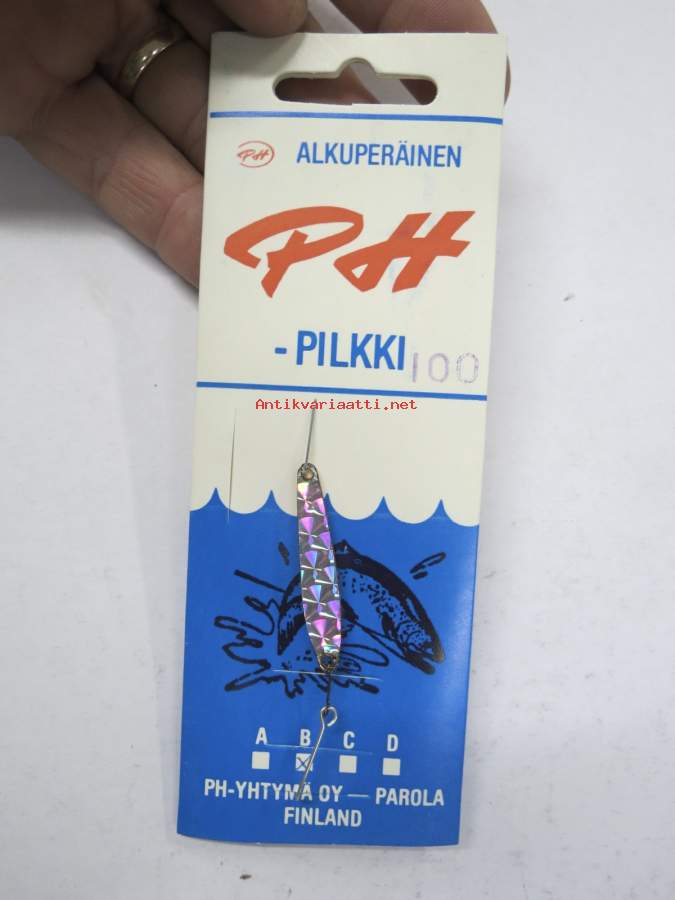 PH ALKUPERÄINEN
PH
- PILKKI 100
Antikvariaatti.net
A B C D
PH-YHTYMÄ OY — PAROLA
FINLAND